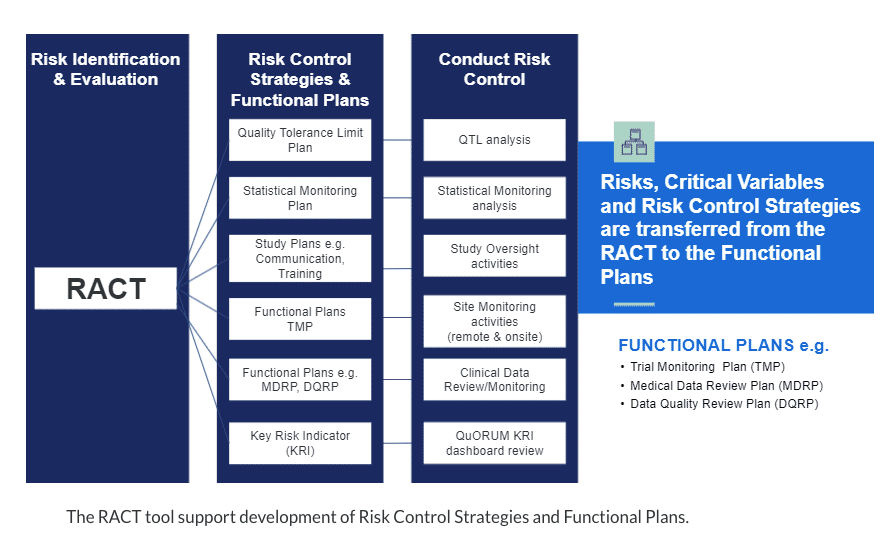 Risk Identification
& Evaluation
RACT
Risk Control
Strategies &
Functional Plans
Quality Tolerance Limit
Plan
Statistical Monitoring
Plan
Study Plans e.g.
Communication,
Training
Functional Plans
TMP
Functional Plans e.g.
MDRP, DQRP
Key Risk Indicator
(KRI)
Conduct Risk
Control
QTL analysis
Statistical Monitoring
analysis
Study Oversight
activities
Site Monitoring
activities
(remote & onsite)
Clinical Data
Review/Monitoring
QuORUM KRI
dashboard review
Risks, Critical Variables
and Risk Control Strategies
are transferred from the
RACT to the Functional
Plans
FUNCTIONAL PLANS e.g.
• Trial Monitoring Plan (TMP)
• Medical Data Review Plan (MDRP)
• Data Quality Review Plan (DQRP)
The RACT tool support development of Risk Control Strategies and Functional Plans.